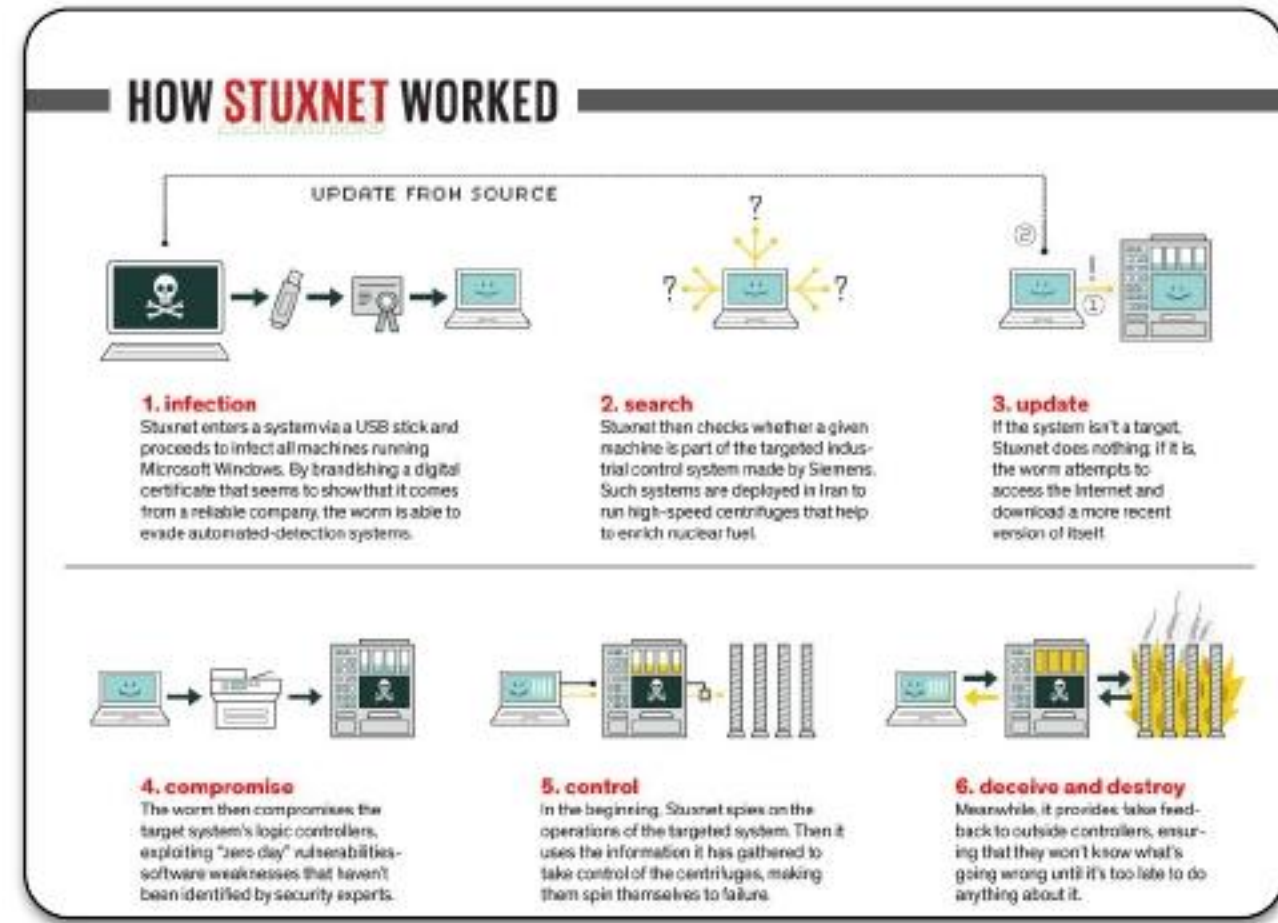 HOW STUXNET WORKED
UPDATE FROM SOURCE
?
?
?
2
!
1
1. infection
Stuxnet enters a system via a USB stick and
proceeds to infect all machines running
Microsoft Windows. By brandishing a digital
certificate that seems to show that it comes
from a reliable company, the worm is able to
evade automated-detection systems.
2. search
Stuxnet then checks whether a given
machine is part of the targeted indus-
trial control system made by Siemens.
Such systems are deployed in Iran to
run high-speed centrifuges that help
to enrich nuclear fuel.
3. update
If the system isn't a target,
Stuxnet does nothing; if it is,
the worm attempts to
access the Internet and
download a more recent
version of itself.
4. compromise
The worm then compromises the
target system's logic controllers,
exploiting "zero day" vulnerabilities-
software weaknesses that haven't
been identified by security experts.
5. control
In the beginning, Stuxnet spies on the
operations of the targeted system. Then it
uses the information it has gathered to
take control of the centrifuges, making
them spin themselves to failure.
6. deceive and destroy
Meanwhile, it provides false feed-
back to outside controllers, ensur-
ing that they won't know what's
going wrong until it's too late to do
anything about it.